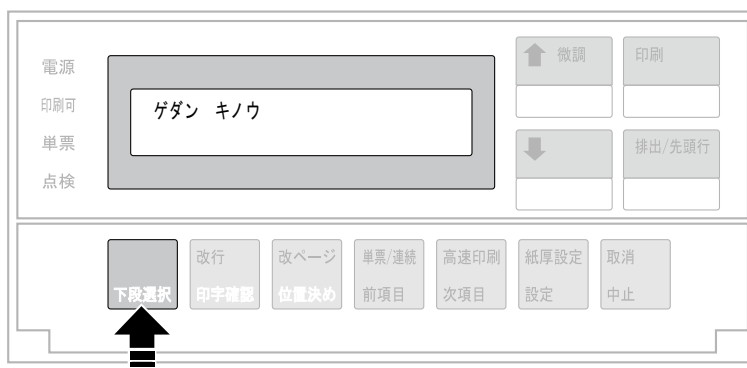 電源
印刷可
単票
点検
ゲダン キノウ
微調
印刷
排出/先頭行
下段選択
改行
印字確認
改ページ
位置決め
単票/連続
前項目
高速印刷
次項目
紙厚設定
設定
取消
中止